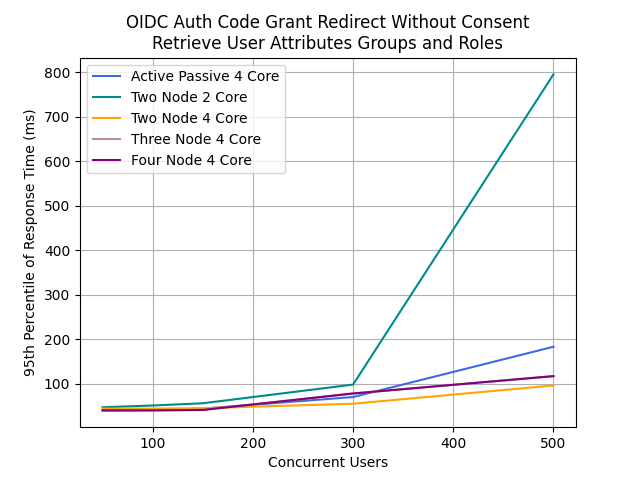 OIDC Auth Code Grant Redirect Without Consent
Retrieve User Attributes Groups and Roles
Active Passive 4 Core
Two Node 2 Core
Two Node 4 Core
Three Node 4 Core
Four Node 4 Core
95th Percentile of Response Time (ms)
800
700
600
500
400
300
200
100
100
200
300
400
500
Concurrent Users